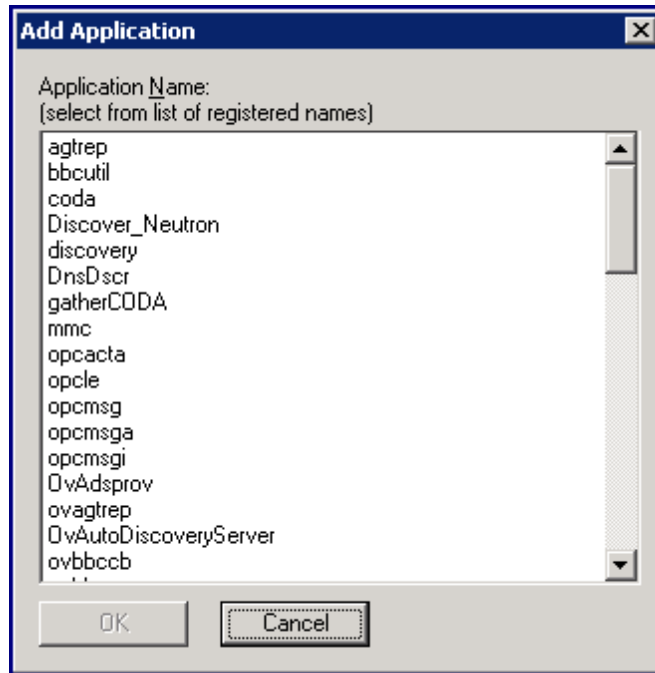 Add Application
Application Name:
(select from list of registered names)
agtrep
bbcutil
coda
Discover_Neutron
discovery
DnsDscr
gatherCODA
mmc
opcacta
opcle
opcmsg
opcmsga
opcmsgi
OvAdsprov
ovagtrep
OvAutoDiscoveryServer
ovbbccb
OK
Cancel